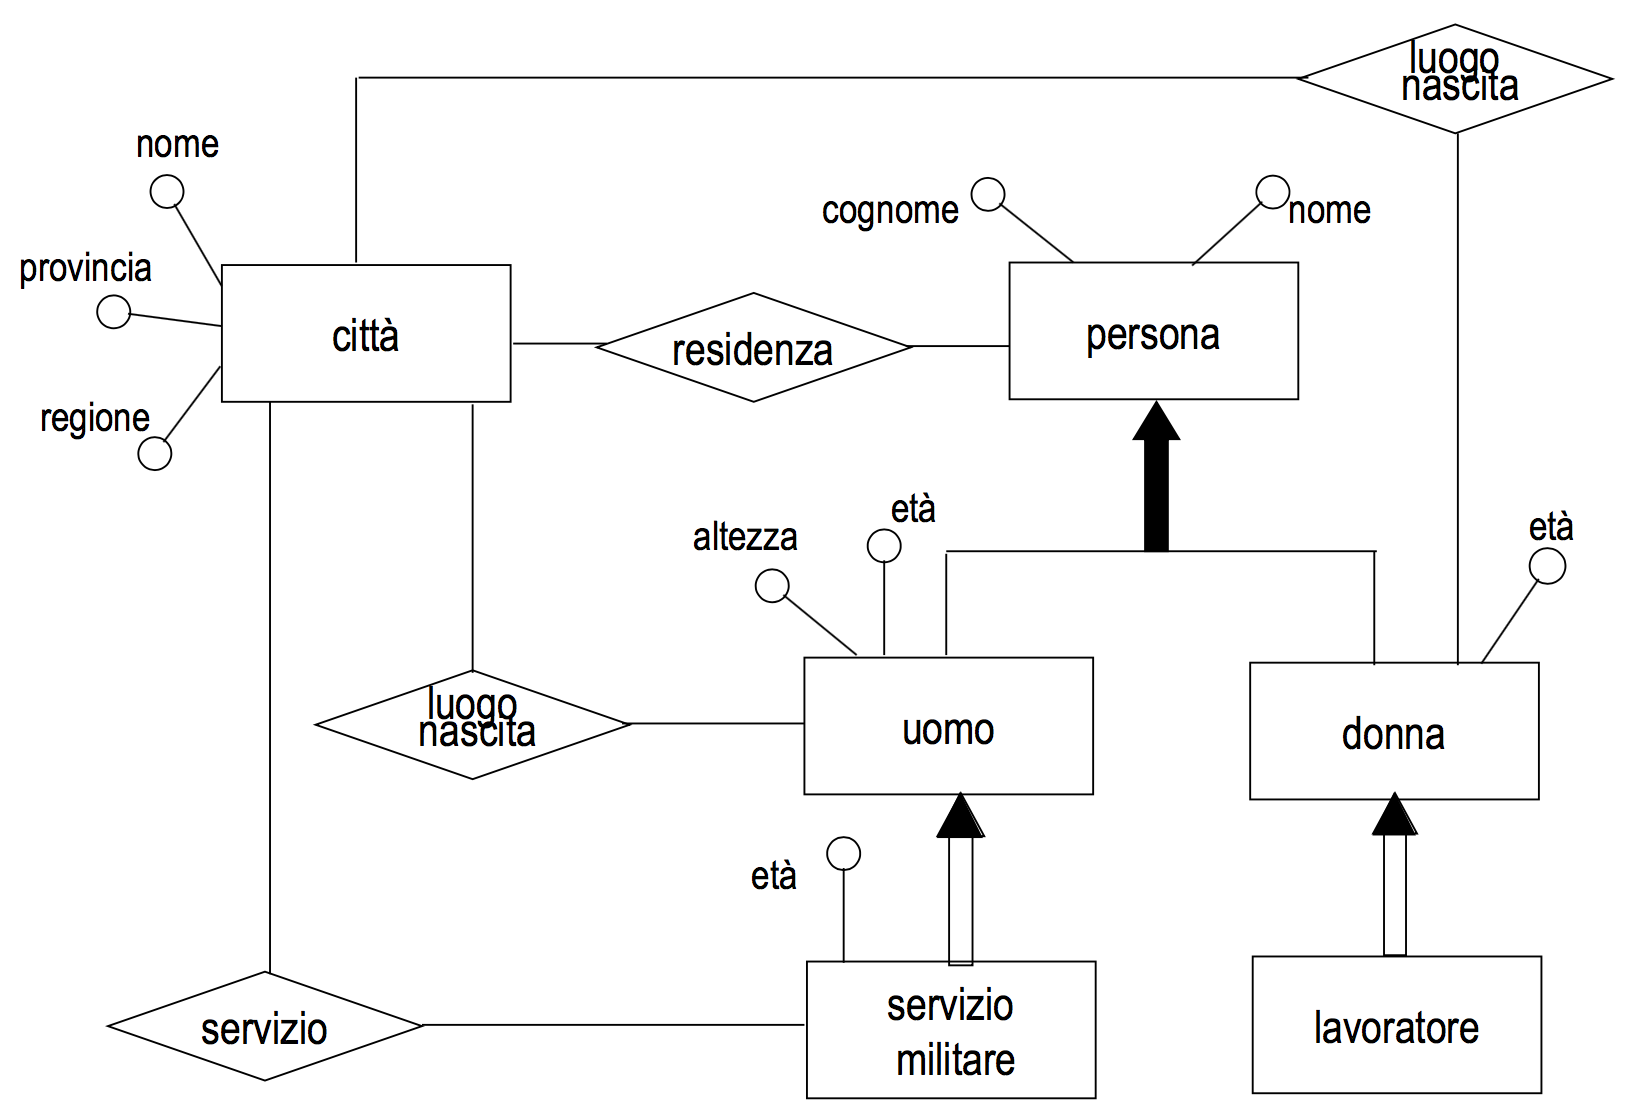 luogo
nascita
nome
cognome
nome
provincia
città
residenza
persona
regione
altezza
età
età
luogo
nascita
uomo
donna
età
servizio
servizio
militare
lavoratore